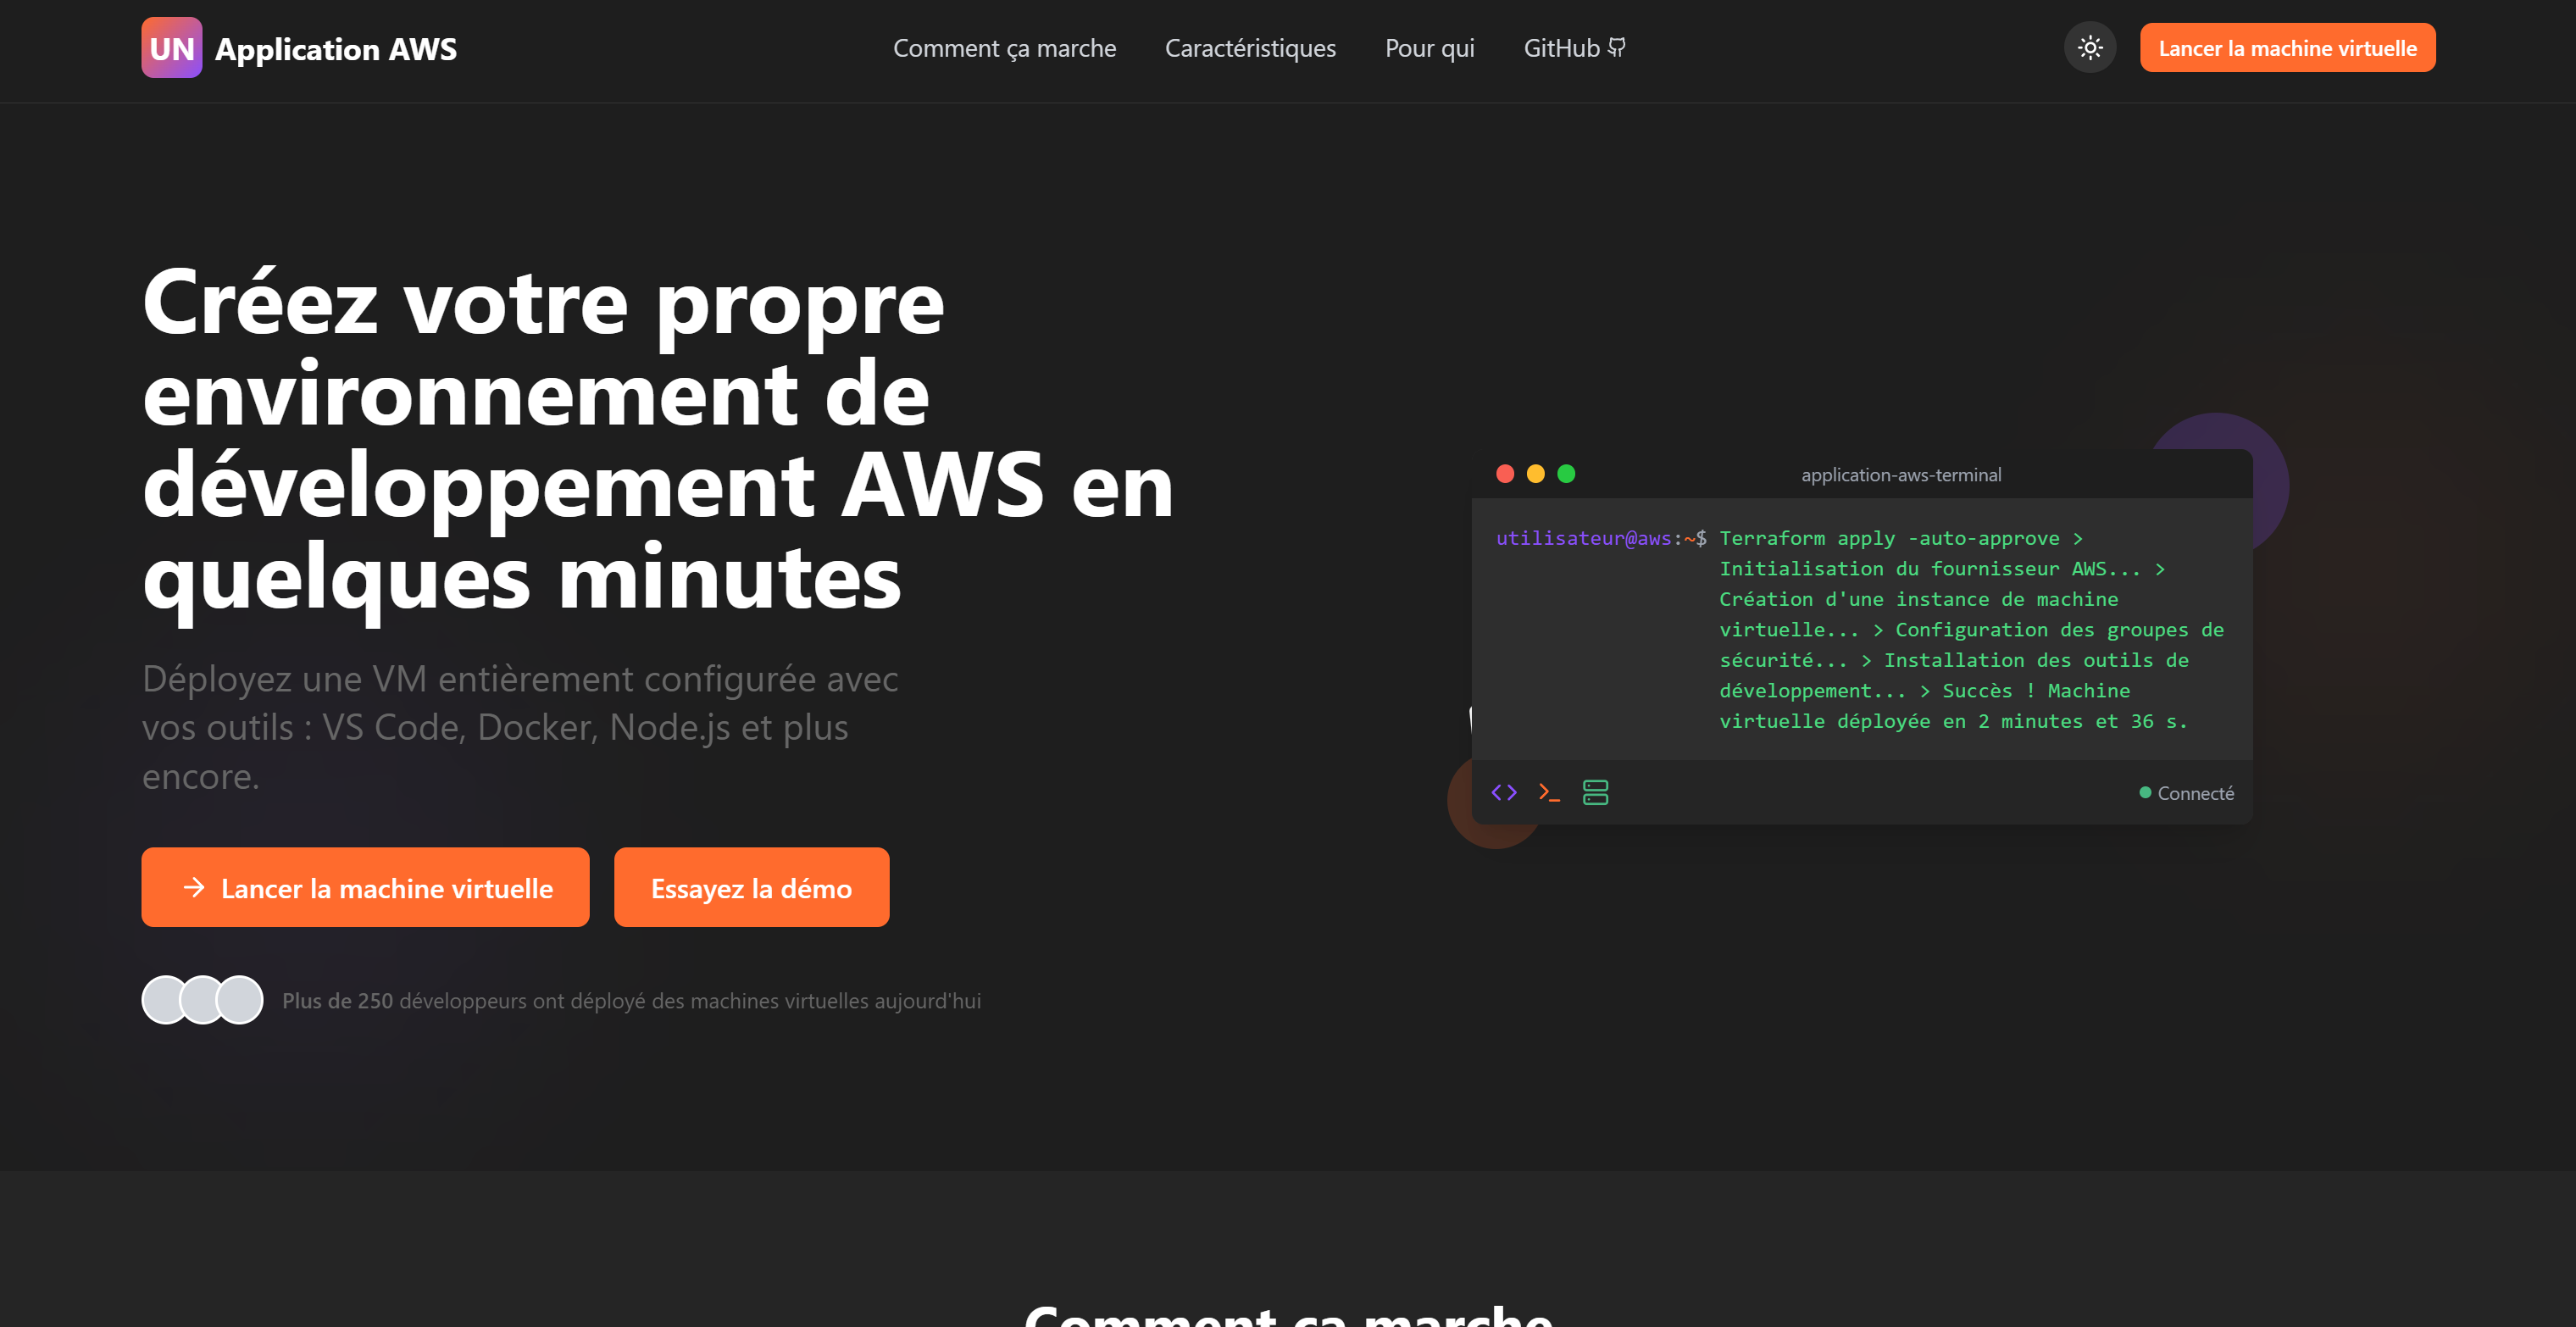 UN Application AWS
Comment ça marche
Caractéristiques
Pour qui
GitHub
Lancer la machine virtuelle
Créez votre propre
environnement de
développement AWS en
quelques minutes
Déployez une VM entièrement configurée avec
vos outils : VS Code, Docker, Node.js et plus
encore.
Lancer la machine virtuelle
Essayez la démo
Plus de 250 développeurs ont déployé des machines virtuelles aujourd'hui
application-aws-terminal
utilisateur@aws:~$ Terraform apply -auto-approve >
Initialisation du fournisseur AWS... >
Création d'une instance de machine
virtuelle... > Configuration des groupes de
sécurité... > Installation des outils de
développement... > Succès ! Machine
virtuelle déployée en 2 minutes et 36 s.
Connecté
Comment ça marche